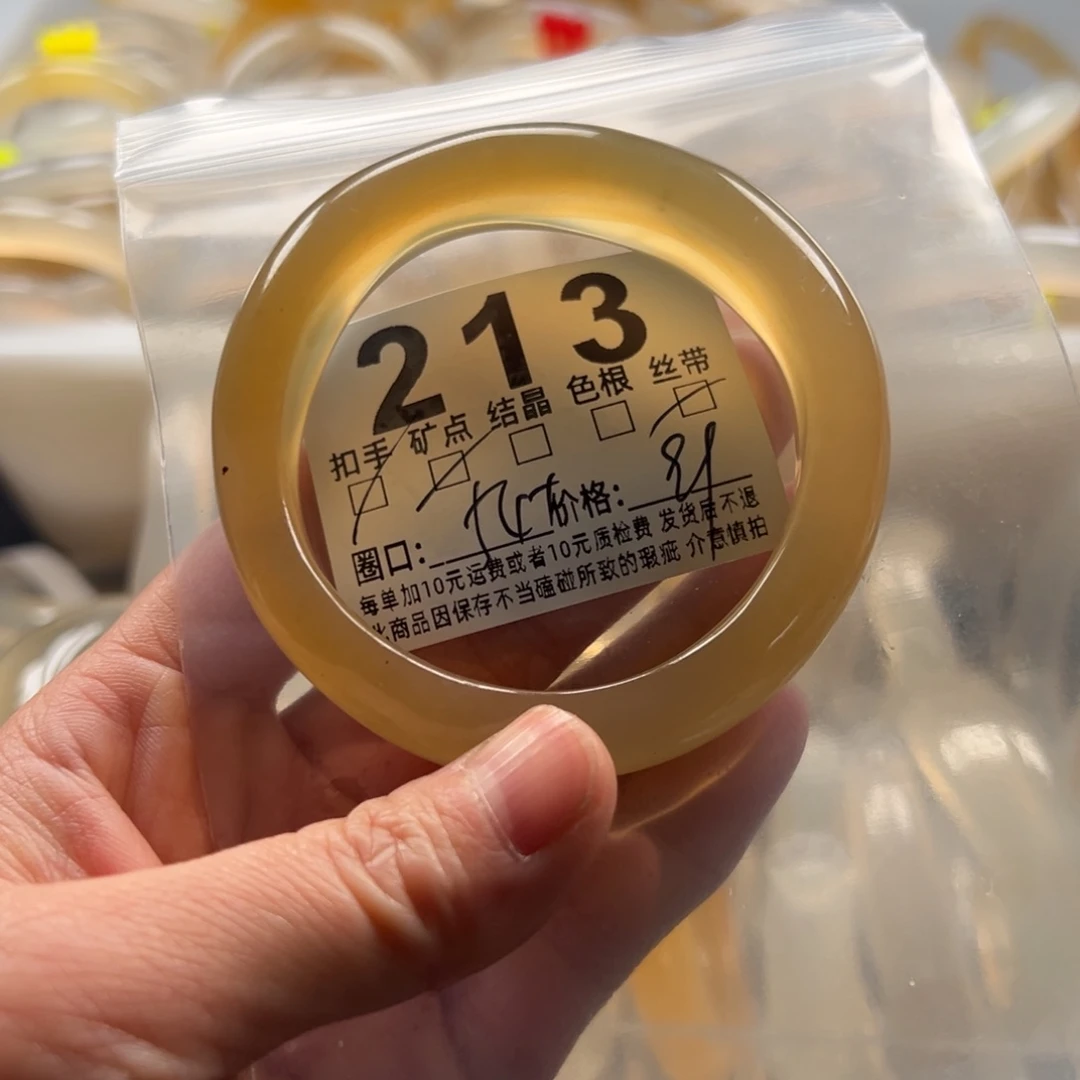 213
扣手 矿点 结晶 色根 丝带
圈口： 价格：
每单加10元运费或者10元质检费 发货后不退
此商品因保存不当磕碰所致的瑕疵 介意慎拍